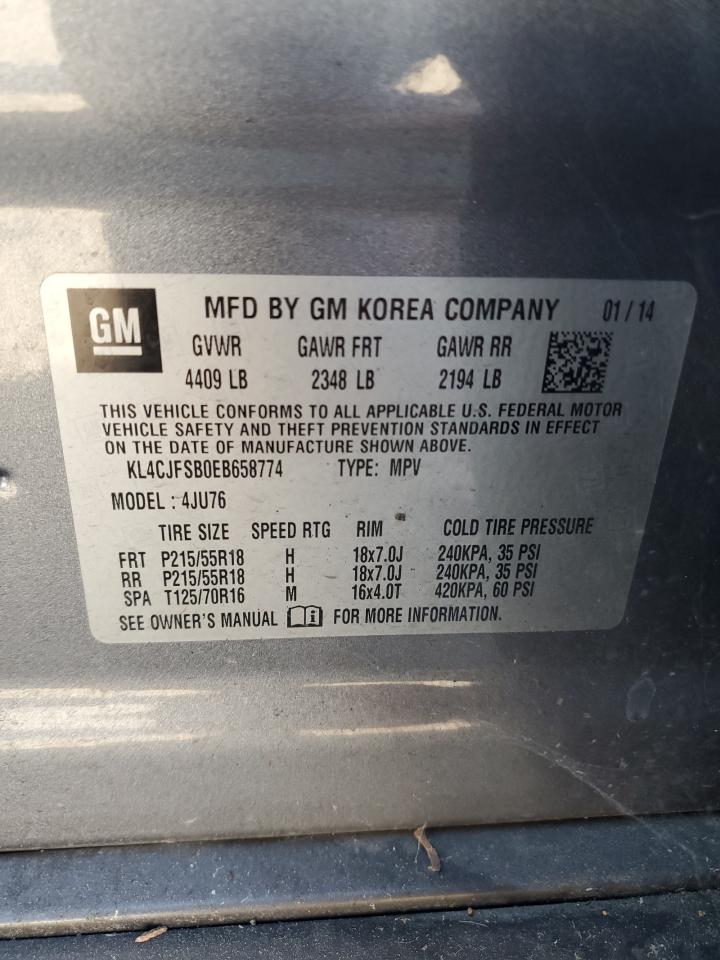 GM
MFD BY GM KOREA COMPANY 01 / 14
GVWR GAWR FRT GAWR RR
4409 LB 2348 LB 2194 LB
THIS VEHICLE CONFORMS TO ALL APPLICABLE U.S. FEDERAL MOTOR
VEHICLE SAFETY AND THEFT PREVENTION STANDARDS IN EFFECT
ON THE DATE OF MANUFACTURE SHOWN ABOVE.
KL4CJFSB0EB658774 TYPE: MPV
MODEL : 4JU76
TIRE SIZE SPEED RTG RIM COLD TIRE PRESSURE
FRT P215/55R18 H 18x7.0J 240KPA, 35 PSI
RR P215/55R18 H 18x7.0J 240KPA, 35 PSI
SPA T125/70R16 M 16x4.0T 420KPA, 60 PSI
SEE OWNER'S MANUAL i FOR MORE INFORMATION.